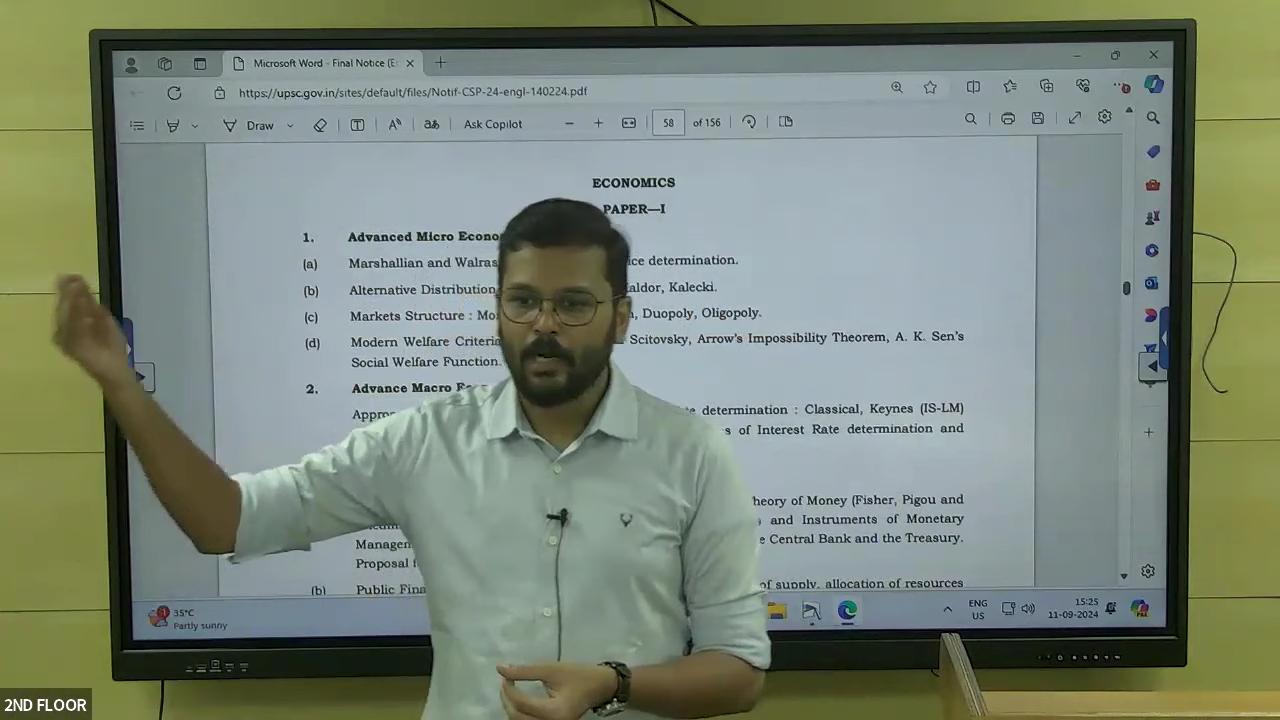 Microsoft Word - Final Notice (E
https://upsc.gov.in/sites/default/files/Notif-CSP-24-engl-140224.pdf
Draw
Ask Copilot
58 of 156
ECONOMICS
PAPER—I
1. Advanced Micro Econo
(a) Marshallian and Walras ice determination.
(b) Alternative Distribution aldor, Kalecki.
(c) Markets Structure : Mo n, Duopoly, Oligopoly.
(d) Modern Welfare Criteria Scitovsky, Arrow's Impossibility Theorem, A. K. Sen's
Social Welfare Function.
2. Advance Macro
Appro e determination : Classical, Keynes (IS-LM)
s of Interest Rate determination and
heory of Money (Fisher, Pigou and
and Instruments of Monetary
Managem e Central Bank and the Treasury.
Proposal
(b) Public Fina of supply, allocation of resources
35°C
Partly sunny
ENG
US
15:25
11-09-2024
2ND FLOOR